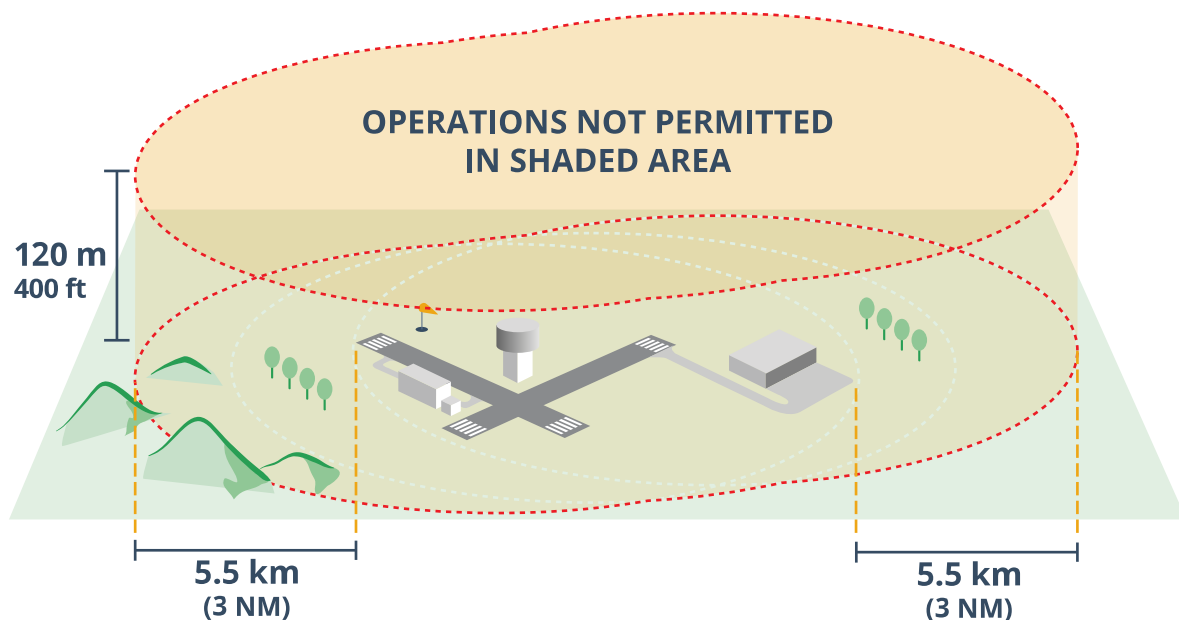 OPERATIONS NOT PERMITTED
IN SHADED AREA
120 m
400 ft
5.5 km
(3 NM)
5.5 km
(3 NM)